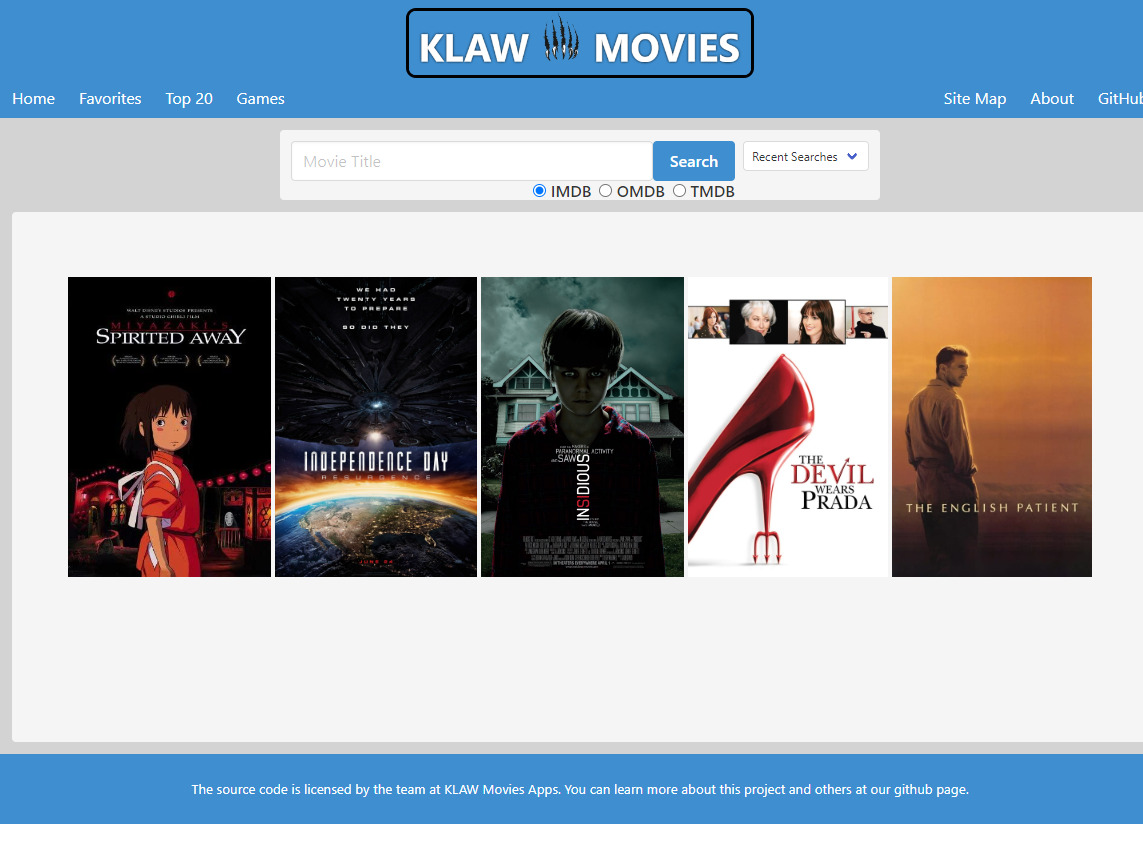 KLAW MOVIES
Home Favorites Top 20 Games Site Map About GitHub
Movie Title Search Recent Searches
IMDB OMDB TMDB
WALT DISNEY STUDIOS PRESENTS
A STUDIO GHIBLI FILM
MIYAZAKI'S
SPIRITED AWAY
WE HAD
TWENTY YEARS
TO PREPARE
SO DID THEY
INDEPENDENCE DAY
RESURGENCE
JUNE 24
PARANORMAL ACTIVITY
SAW
INSIDIOUS
THE
DEVIL
WEARS
PRADA
THE ENGLISH PATIENT
The source code is licensed by the team at KLAW Movies Apps. You can learn more about this project and others at our github page.